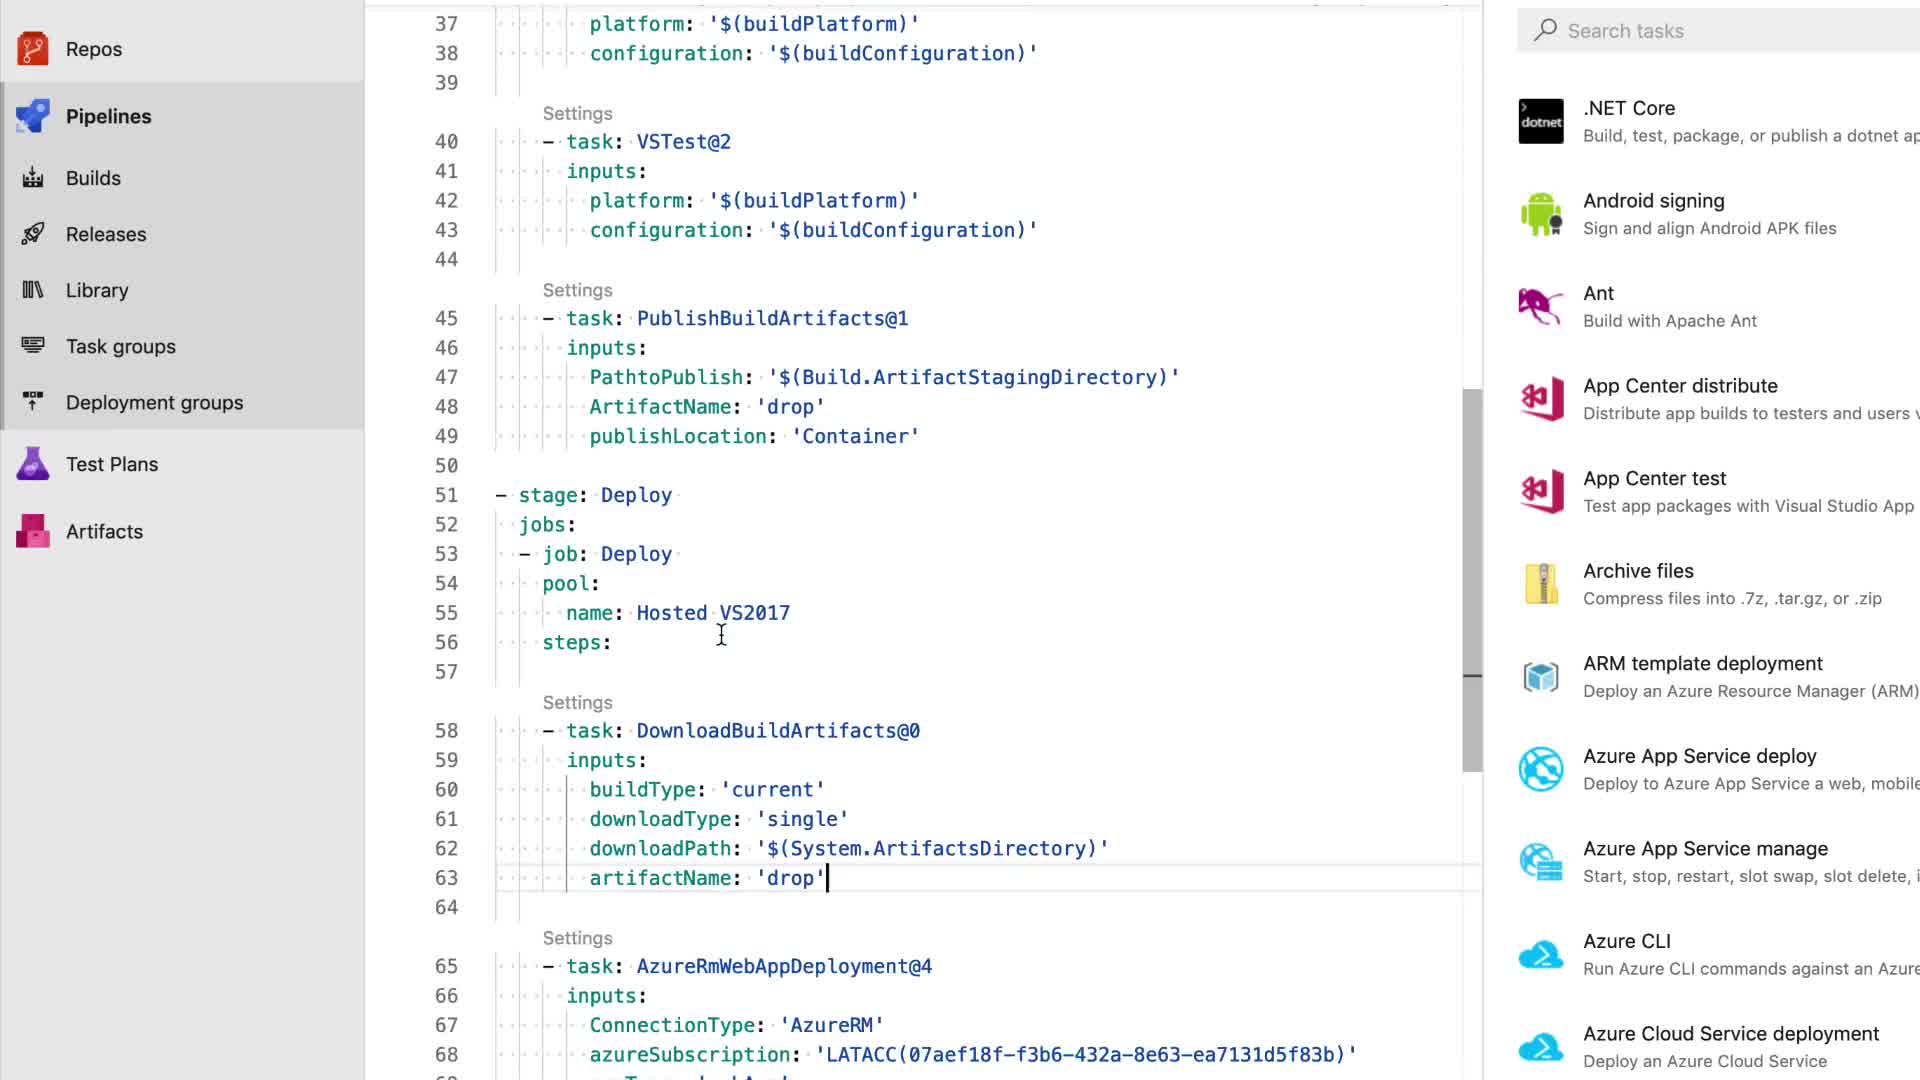 Repos
Pipelines
Builds
Releases
Library
Task groups
Deployment groups
Test Plans
Artifacts
37 platform: '$(buildPlatform)'
38 configuration: '$(buildConfiguration)'
39
Settings
40 - task: VSTest@2
41 inputs:
42 platform: '$(buildPlatform)'
43 configuration: '$(buildConfiguration)'
44
Settings
45 - task: PublishBuildArtifacts@1
46 inputs:
47 PathtoPublish: '$(Build.ArtifactStagingDirectory)'
48 ArtifactName: 'drop'
49 publishLocation: 'Container'
50
51 - stage: Deploy
52 jobs:
53 - job: Deploy
54 pool:
55 name: Hosted VS2017
56 steps:
57
Settings
58 - task: DownloadBuildArtifacts@0
59 inputs:
60 buildType: 'current'
61 downloadType: 'single'
62 downloadPath: '$(System.ArtifactsDirectory)'
63 artifactName: 'drop'
64
Settings
65 - task: AzureRmWebAppDeployment@4
66 inputs:
67 ConnectionType: 'AzureRM'
68 azureSubscription: 'LATACC(07aef18f-f3b6-432a-8e63-ea7131d5f83b)'
Search tasks
dotnet
.NET Core
Build, test, package, or publish a dotnet ap
Android signing
Sign and align Android APK files
Ant
Build with Apache Ant
App Center distribute
Distribute app builds to testers and users v
App Center test
Test app packages with Visual Studio App
Archive files
Compress files into .7z, .tar.gz, or .zip
ARM template deployment
Deploy an Azure Resource Manager (ARM)
Azure App Service deploy
Deploy to Azure App Service a web, mobile
Azure App Service manage
Start, stop, restart, slot swap, slot delete, i
Azure CLI
Run Azure CLI commands against an Azure
Azure Cloud Service deployment
Deploy an Azure Cloud Service